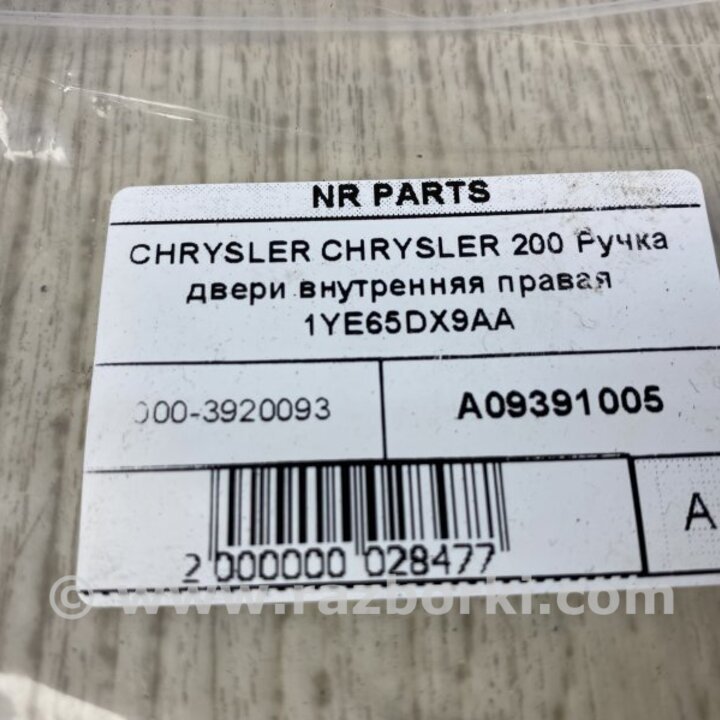 NR PARTS
CHRYSLER CHRYSLER 200 Ручка
двери внутренняя правая
1YE65DX9AA
000-3920093
A09391005
A
2 000000 028477
© www.razborki.com